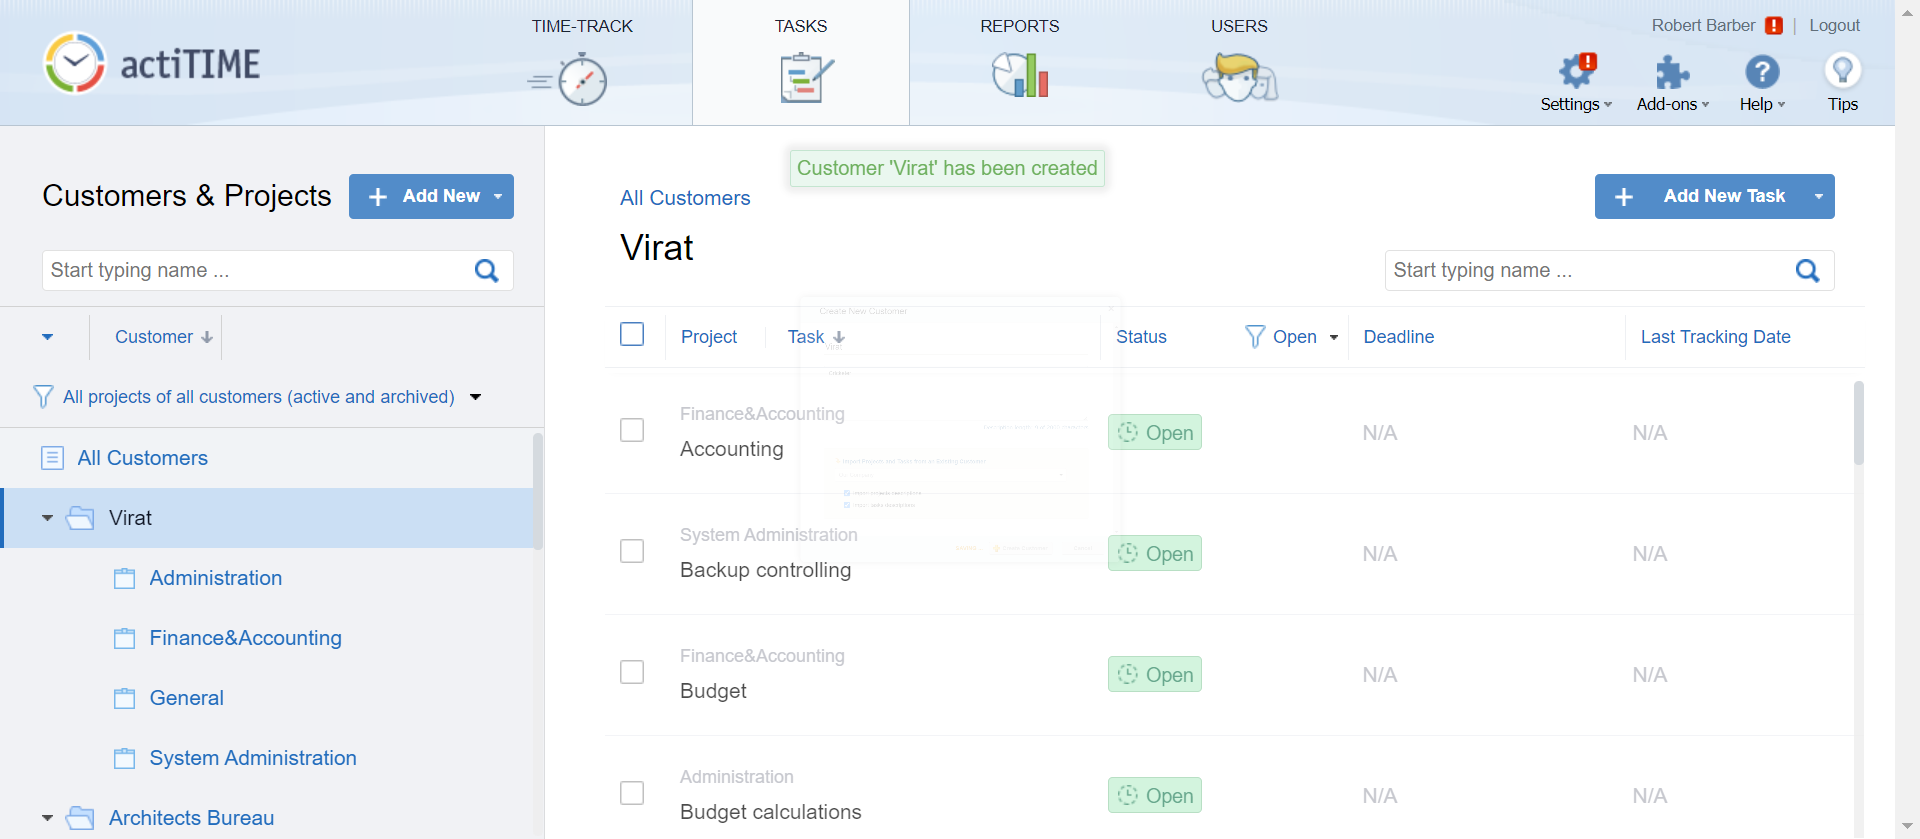 TIME-TRACK
TASKS
REPORTS
USERS
Robert Barber
Logout
actiTIME
Settings
Add-ons
Help
Tips
Customers & Projects
Add New
Start typing name ...
Customer
All projects of all customers (active and archived)
All Customers
Virat
Administration
Finance&Accounting
General
System Administration
Architects Bureau
Customer 'Virat' has been created
All Customers
Virat
Add New Task
Start typing name ...
Project
Task
Status
Open
Deadline
Last Tracking Date
Create New Customer
Virat
Finance&Accounting
Accounting
Open
N/A
N/A
System Administration
Backup controlling
Open
N/A
N/A
Finance&Accounting
Budget
Open
N/A
N/A
Administration
Budget calculations
Open
N/A
N/A